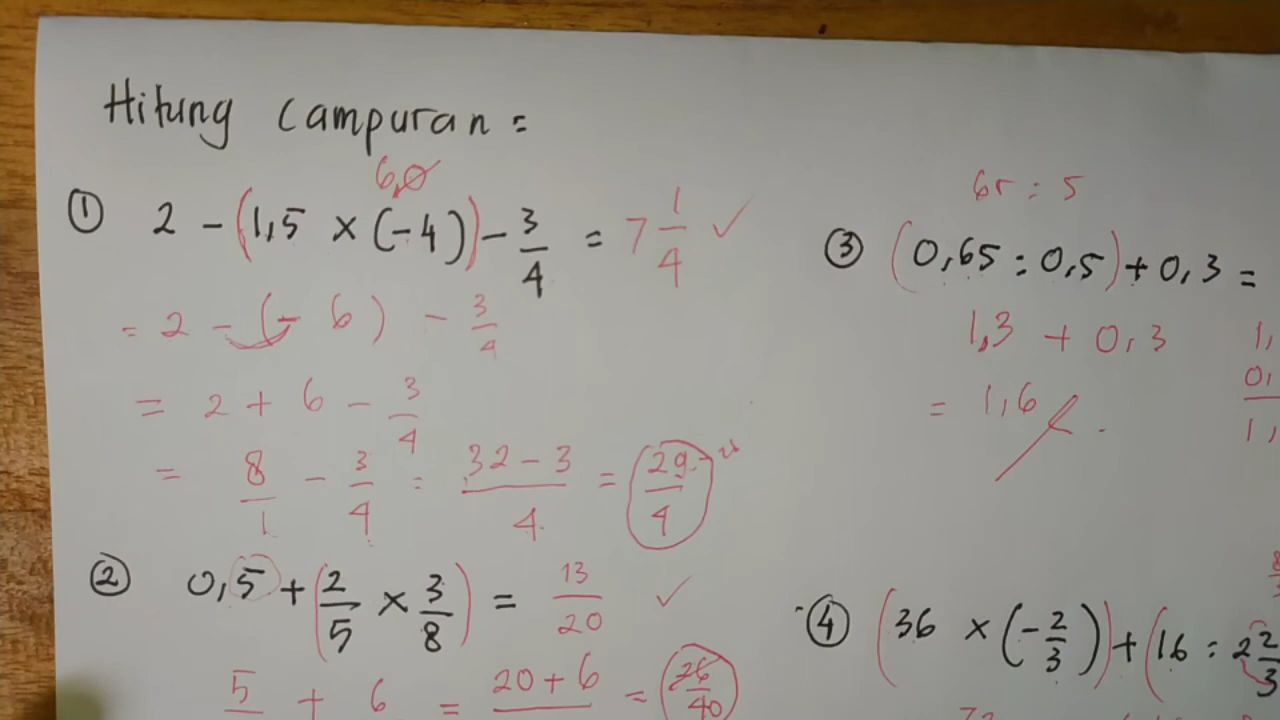 Hitung Campuran =
6,0
① 2 - (1,5 × (-4)) - 3/4 = 7 1/4 ✓
= 2 - (- 6) - 3/4
= 2 + 6 - 3/4
= 8/1 - 3/4 = 32 - 3/4 = 29/4
② 0,5 + (2/5 × 3/8) = 13/20 ✓
5 + 6 = 20 + 6 = 26/40
65 : 5
③ (0,65 : 0,5) + 0,3 =
1,3 + 0,3
= 1,6
1,
0,
1,
④ (36 × (-2/3)) + (16 : 2 2/3